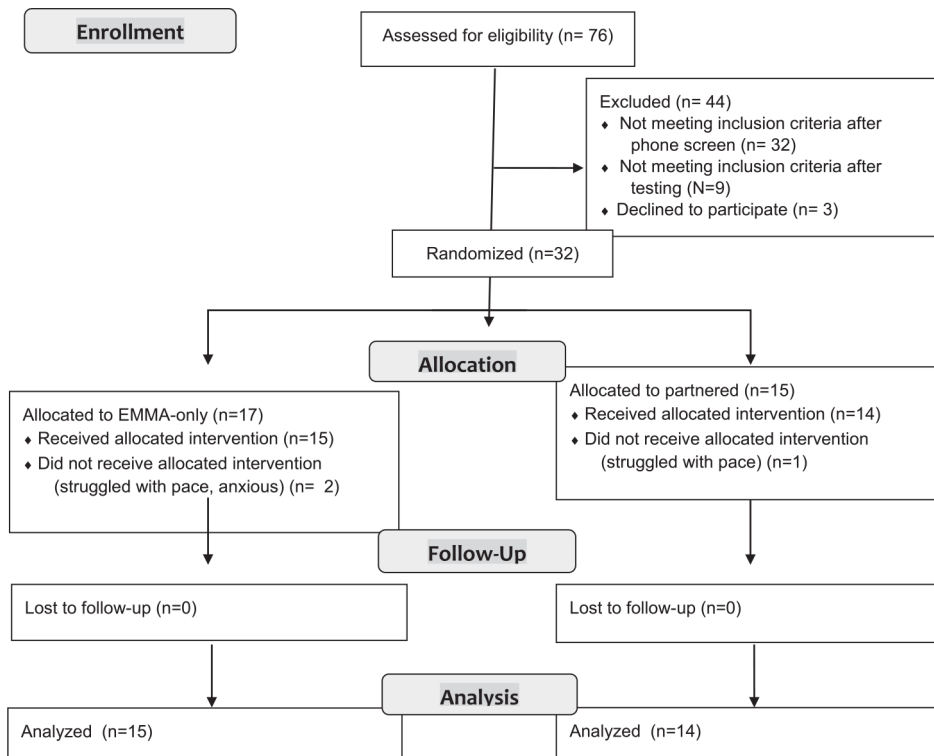 Enrollment
Assessed for eligibility (n= 76)
Excluded (n= 44)
♦ Not meeting inclusion criteria after
phone screen (n= 32)
♦ Not meeting inclusion criteria after
testing (N=9)
♦ Declined to participate (n= 3)
Randomized (n=32)
Allocation
Allocated to EMMA-only (n=17)
♦ Received allocated intervention (n=15)
♦ Did not receive allocated intervention
(struggled with pace, anxious) (n= 2)
Allocated to partnered (n=15)
♦ Received allocated intervention (n=14)
♦ Did not receive allocated intervention
(struggled with pace) (n=1)
Follow-Up
Lost to follow-up (n=0)
Lost to follow-up (n=0)
Analysis
Analyzed (n=15)
Analyzed (n=14)